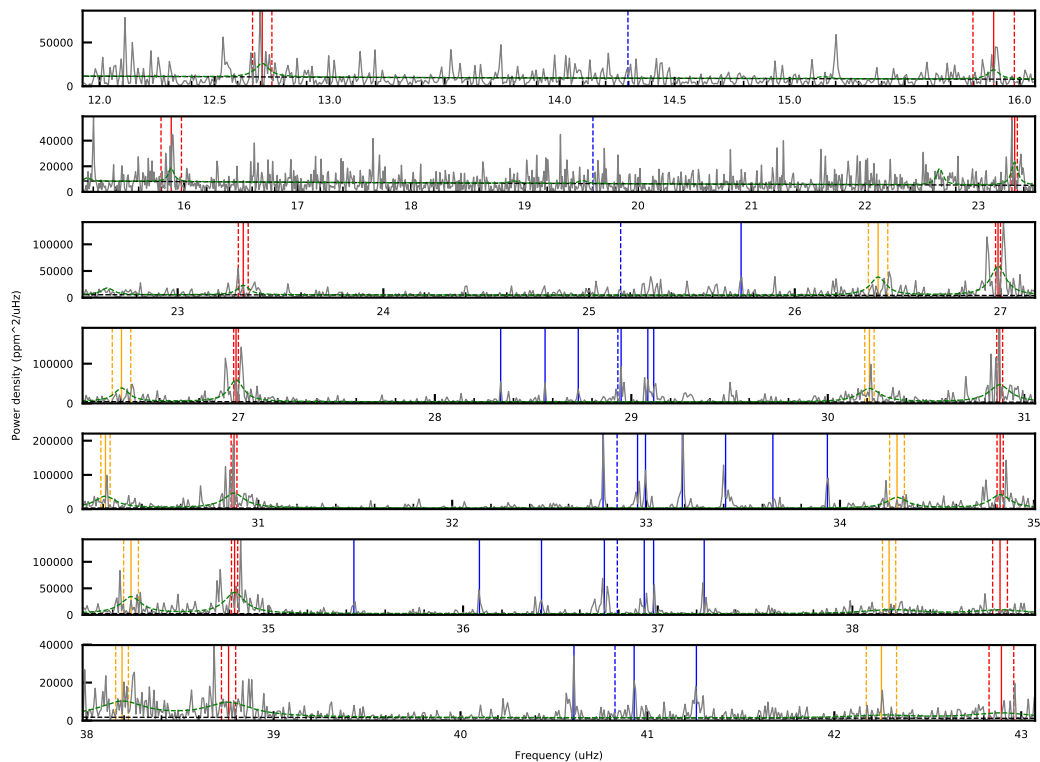 50000
0
12.0 12.5 13.0 13.5 14.0 14.5 15.0 15.5 16.0
40000
20000
0
16 17 18 19 20 21 22 23
100000
50000
0
23 24 25 26 27
Power density (ppm^2/uHz)
100000
0
27 28 29 30 31
200000
100000
0
31 32 33 34 35
100000
50000
0
35 36 37 38
40000
20000
0
38 39 40 41 42 43
Frequency (uHz)